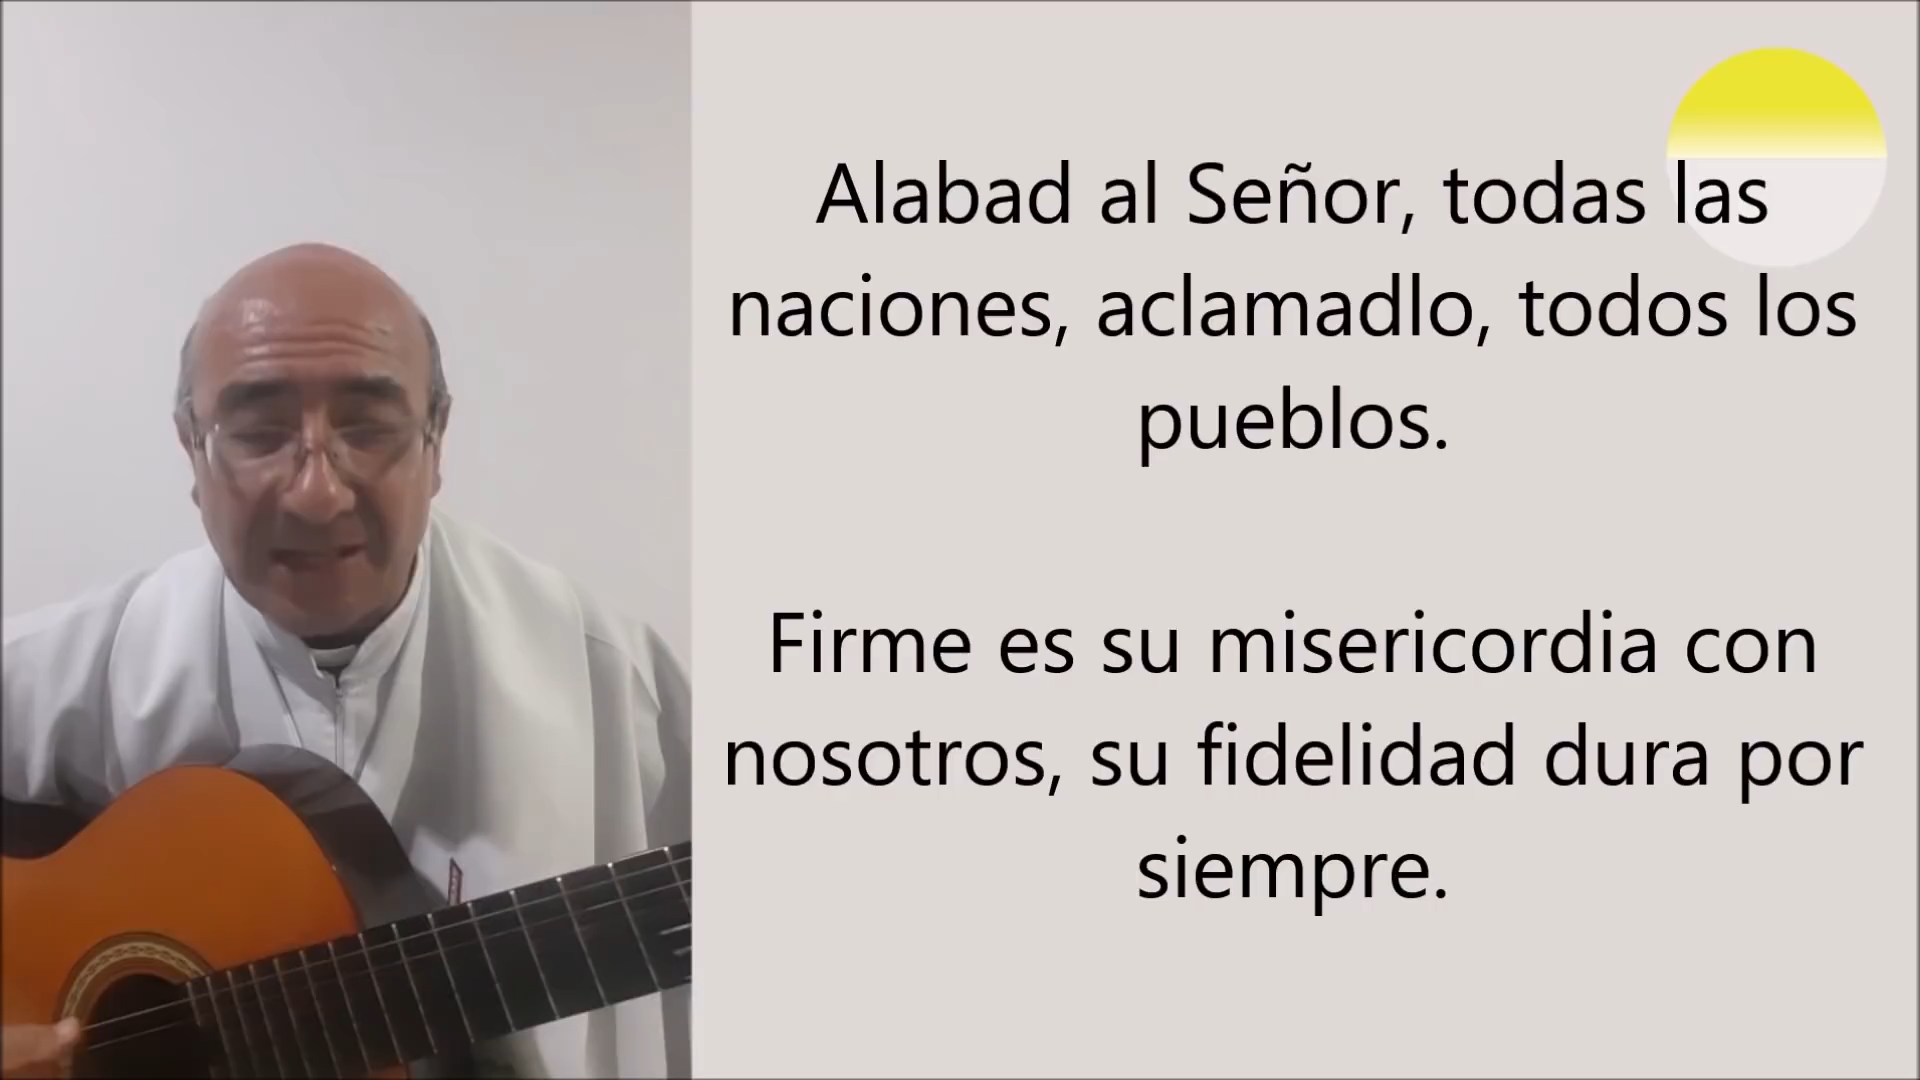 Alabad al Señor, todas las
naciones, aclamadlo, todos los
pueblos.
Firme es su misericordia con
nosotros, su fidelidad dura por
siempre.